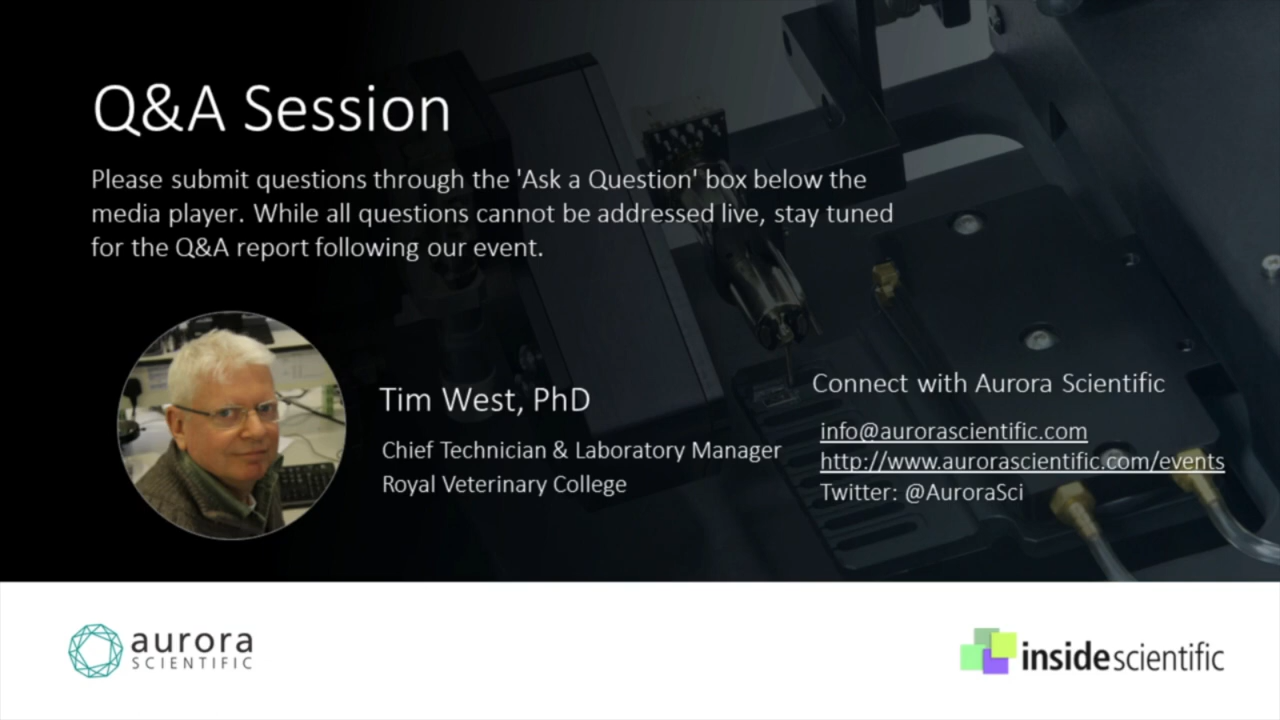 Q&A Session
Please submit questions through the 'Ask a Question' box below the
media player. While all questions cannot be addressed live, stay tuned
for the Q&A report following our event.
Tim West, PhD
Chief Technician & Laboratory Manager
Royal Veterinary College
Connect with Aurora Scientific
info@aurorascientific.com
http://www.aurorascientific.com/events
Twitter: @AuroraSci
aurora
SCIENTIFIC
insidescientific